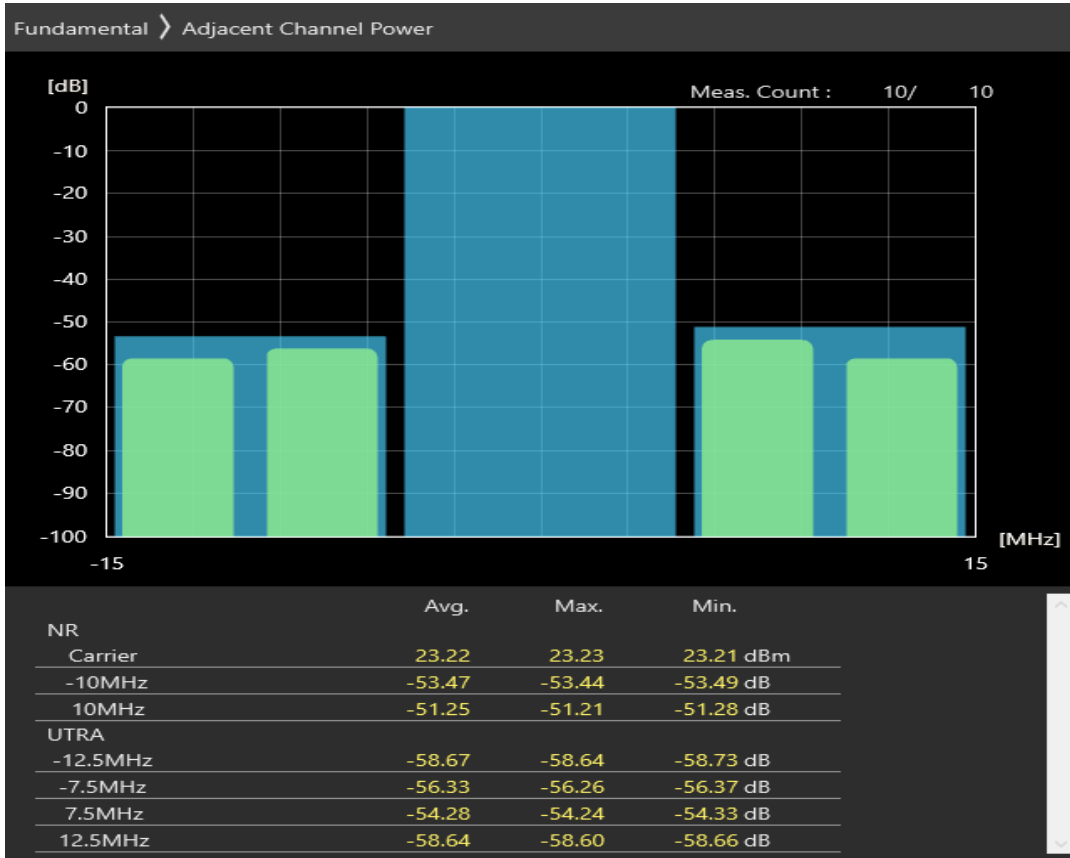 Fundamental 〉 Adjacent Channel Power
[dB]
Meas. Count : 10/ 10
0
-10
-20
-30
-40
-50
-60
-70
-80
-90
-100
[MHz]
-15 15
Avg. Max. Min.
NR
Carrier 23.22 23.23 23.21 dBm
-10MHz -53.47 -53.44 -53.49 dB
10MHz -51.25 -51.21 -51.28 dB
UTRA
-12.5MHz -58.67 -58.64 -58.73 dB
-7.5MHz -56.33 -56.26 -56.37 dB
7.5MHz -54.28 -54.24 -54.33 dB
12.5MHz -58.64 -58.60 -58.66 dB